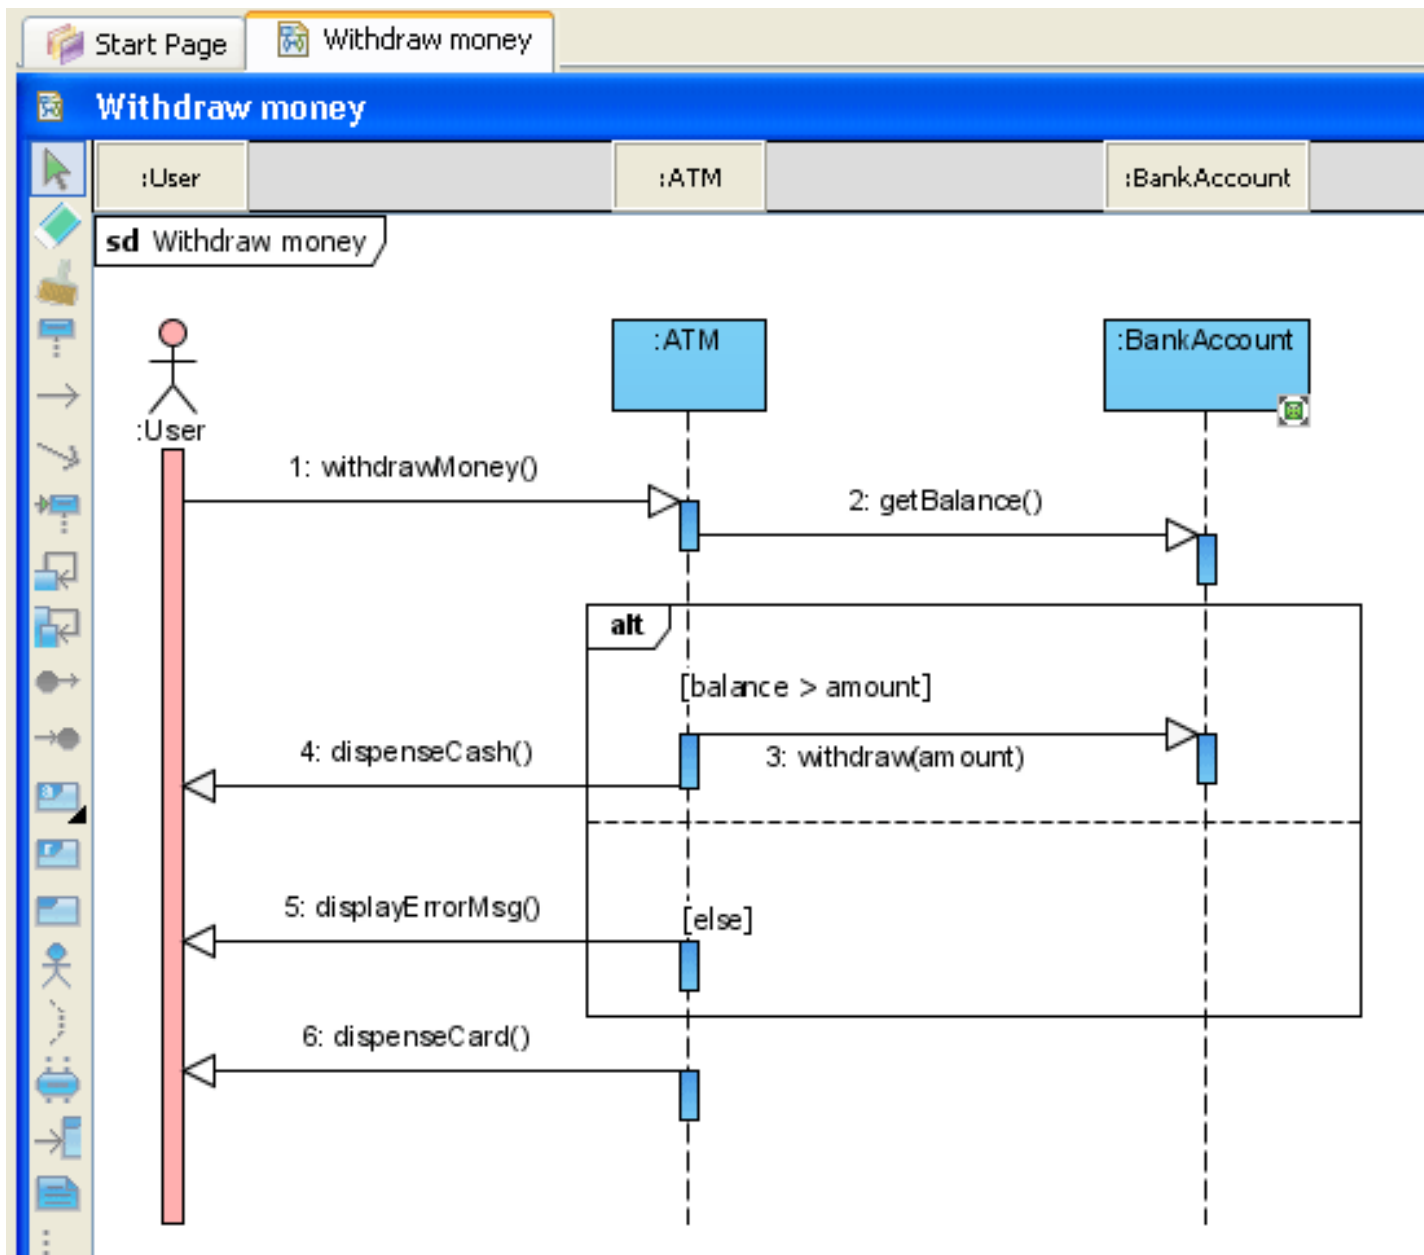 Start Page
Withdraw money
Withdraw money
:User
:ATM
:BankAccount
sd Withdraw money
:ATM
:BankAccount
:User
1: withdrawMoney()
2: getBalance()
alt
[balance > amount]
4: dispenseCash()
3: withdraw(amount)
5: displayErrorMsg()
[else]
6: dispenseCard()